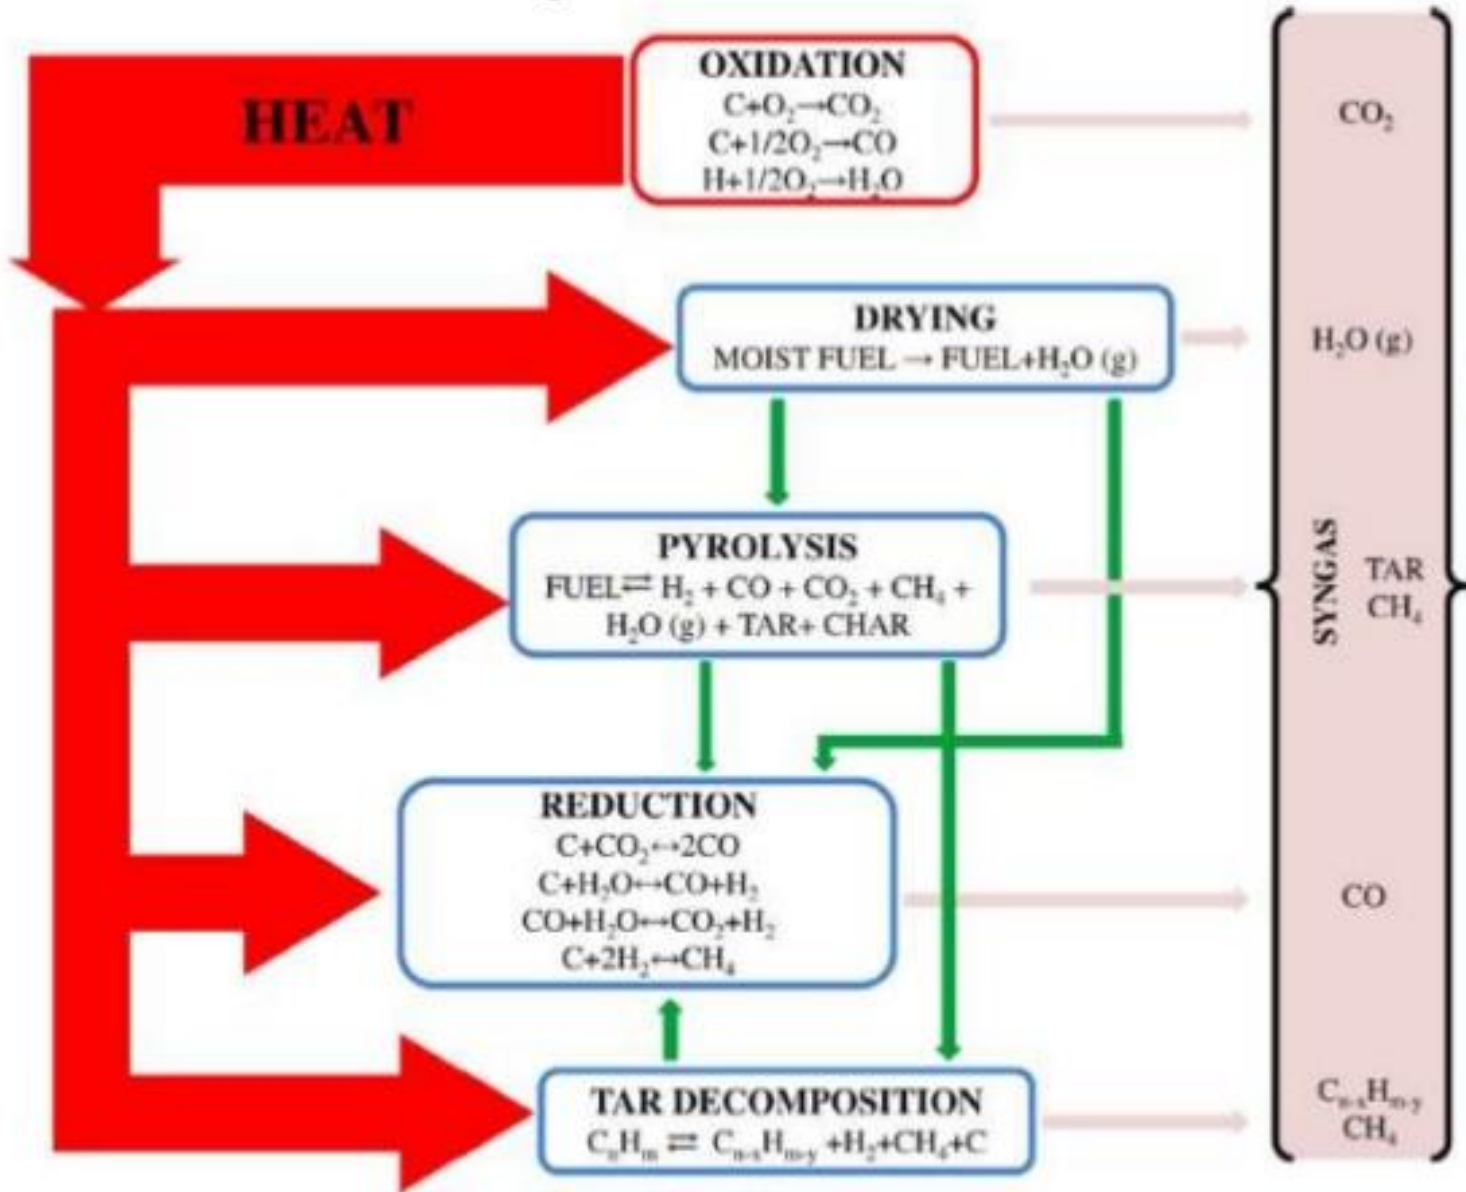 HEAT
OXIDATION
C+O₂→CO₂
C+1/2O₂→CO
H+1/2O₂→H₂O
CO₂
DRYING
MOIST FUEL → FUEL+H₂O (g)
H₂O (g)
PYROLYSIS
FUEL⇄ H₂ + CO + CO₂ + CH₄ +
H₂O (g) + TAR+ CHAR
SYNGAS
TAR
CH₄
REDUCTION
C+CO₂↔2CO
C+H₂O↔CO+H₂
CO+H₂O↔CO₂+H₂
C+2H₂↔CH₄
CO
TAR DECOMPOSITION
CₙHₘ ⇄ Cₙ₋ₓHₘ₋y +H₂+CH₄+C
Cₙ₋ₓHₘ₋y
CH₄